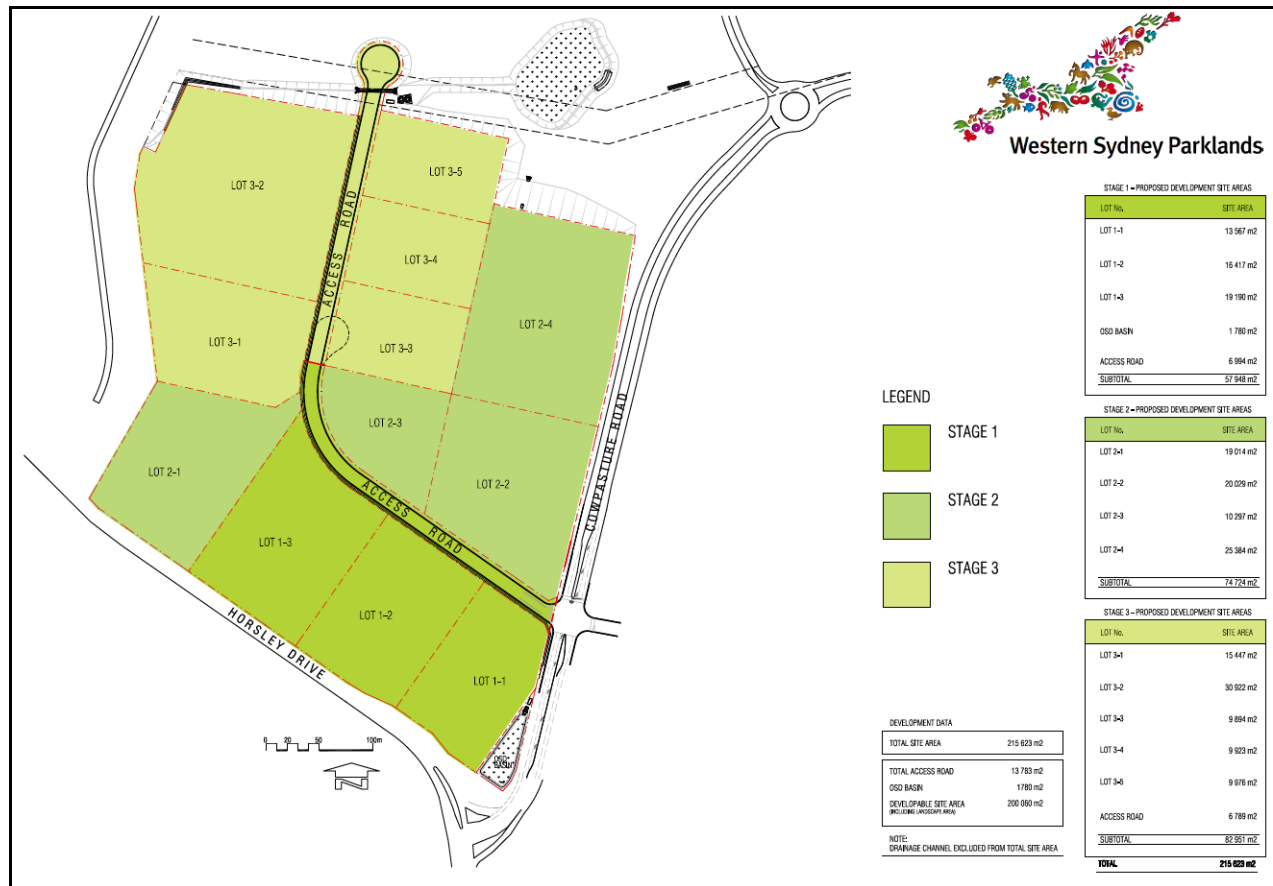 Western Sydney Parklands
LOT 3-2
LOT 3-5
LOT 3-4
LOT 3-1
LOT 3-3
LOT 2-4
LOT 2-3
LOT 2-1
LOT 2-2
LOT 1-3
LOT 1-2
LOT 1-1
ACCESS ROAD
ACCESS ROAD
COWPASTURE ROAD
HORSLEY DRIVE
OSD
BASIN
0 20 50 100m
N
LEGEND
STAGE 1
STAGE 2
STAGE 3
DEVELOPMENT DATA
TOTAL SITE AREA 215 623 m2
TOTAL ACCESS ROAD 13 783 m2
OSD BASIN 1780 m2
DEVELOPABLE SITE AREA 200 060 m2
(INCLUDING LANDSCAPE AREA)
NOTE:
DRAINAGE CHANNEL EXCLUDED FROM TOTAL SITE AREA
STAGE 1 – PROPOSED DEVELOPMENT SITE AREAS
LOT No. SITE AREA
LOT 1-1 13 567 m2
LOT 1-2 16 417 m2
LOT 1-3 19 190 m2
OSD BASIN 1 780 m2
ACCESS ROAD 6 994 m2
SUBTOTAL 57 948 m2
STAGE 2 – PROPOSED DEVELOPMENT SITE AREAS
LOT No. SITE AREA
LOT 2-1 19 014 m2
LOT 2-2 20 029 m2
LOT 2-3 10 297 m2
LOT 2-4 25 384 m2
SUBTOTAL 74 724 m2
STAGE 3 – PROPOSED DEVELOPMENT SITE AREAS
LOT No. SITE AREA
LOT 3-1 15 447 m2
LOT 3-2 30 922 m2
LOT 3-3 9 894 m2
LOT 3-4 9 923 m2
LOT 3-5 9 976 m2
ACCESS ROAD 6 789 m2
SUBTOTAL 82 951 m2
TOTAL 215 623 m2